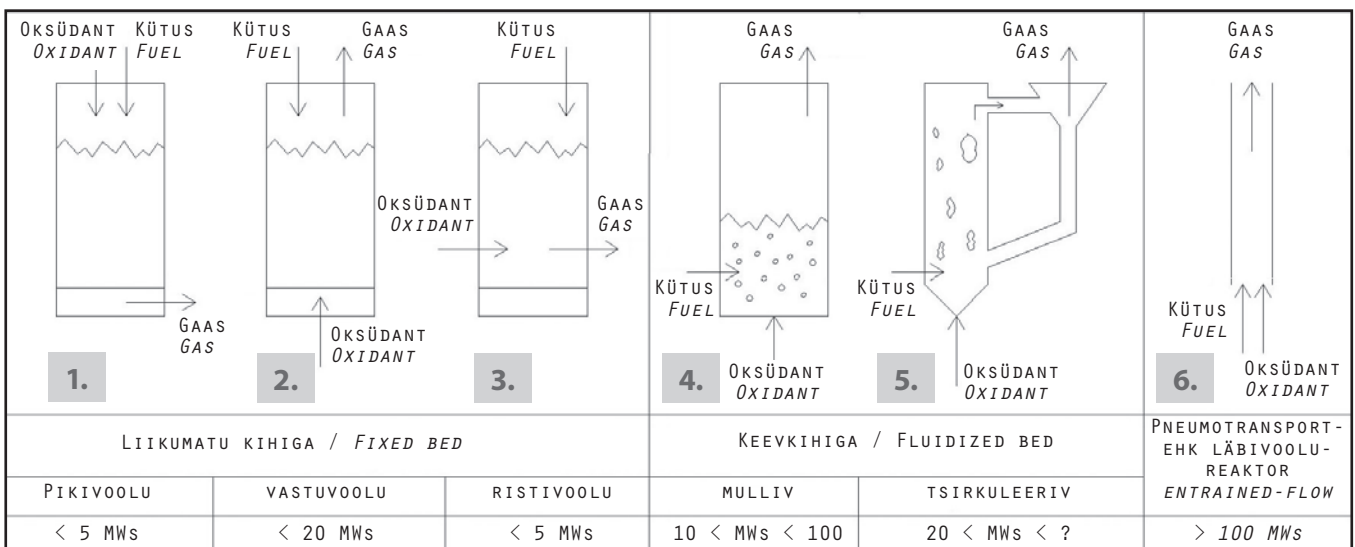 OKSÜDANT
OXIDANT
KÜTUS
FUEL
GAAS
GAS
KÜTUS
FUEL
GAAS
GAS
KÜTUS
FUEL
OKSÜDANT
OXIDANT
OKSÜDANT
OXIDANT
GAAS
GAS
GAAS
GAS
KÜTUS
FUEL
OKSÜDANT
OXIDANT
GAAS
GAS
KÜTUS
FUEL
OKSÜDANT
OXIDANT
GAAS
GAS
KÜTUS
FUEL
OKSÜDANT
OXIDANT
1.
2.
3.
4.
5.
6.
LIIKUMATU KIHIGA / FIXED BED
KEEVKIHIGA / FLUIDIZED BED
PNEUMOTRANSPORT-
EHK LÄBIVOOLU-
REAKTOR
ENTRAINED-FLOW
PIKIVOOLU
VASTUVOOLU
RISTIVOOLU
MULLIV
TSIRKULEERIV
< 5 MWs
< 20 MWs
< 5 MWs
10 < MWs < 100
20 < MWs < ?
> 100 MWs